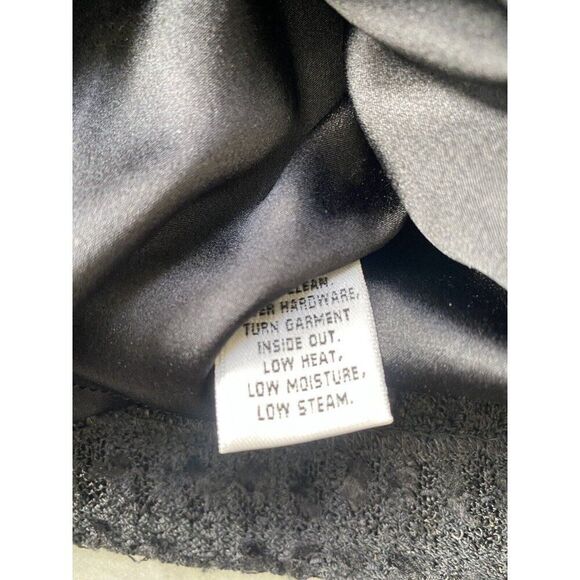 CLEAN.
HARDWARE,
TURN GARMENT
INSIDE OUT.
LOW HEAT,
LOW MOISTURE,
LOW STEAM.